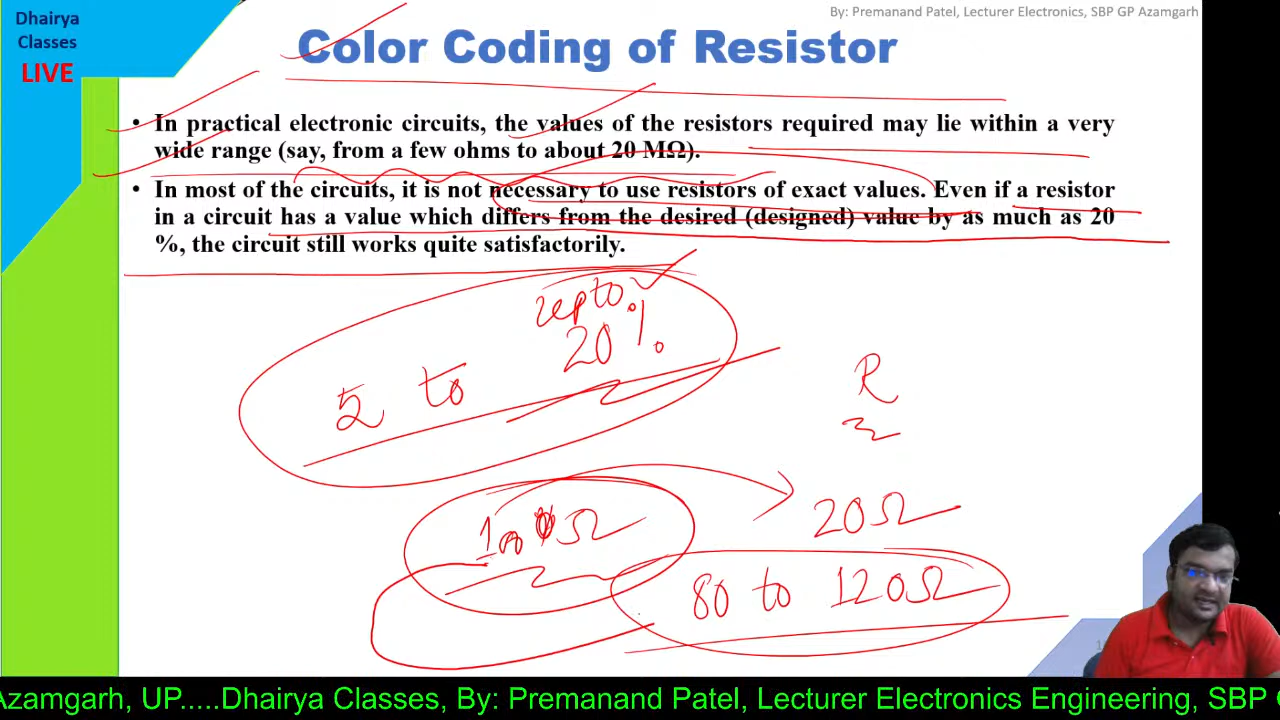 By: Premanand Patel, Lecturer Electronics, SBP GP Azamgarh
Dhairya
Classes
LIVE
Color Coding of Resistor
• In practical electronic circuits, the values of the resistors required may lie within a very
wide range (say, from a few ohms to about 20 MΩ).
• In most of the circuits, it is not necessary to use resistors of exact values. Even if a resistor
in a circuit has a value which differs from the desired (designed) value by as much as 20
%, the circuit still works quite satisfactorily.
upto
5 to 20%
R
20Ω
80 to 120Ω
Azamgarh, UP.....Dhairya Classes, By: Premanand Patel, Lecturer Electronics Engineering, SBP